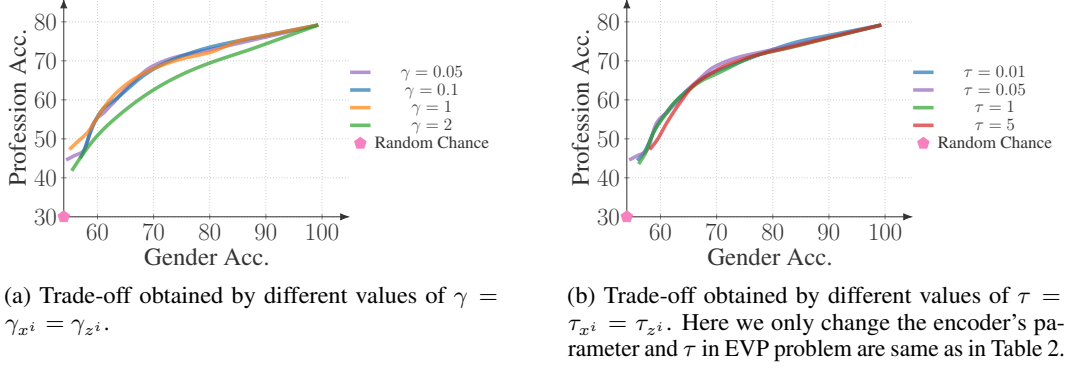 80
70
60
50
40
30
Profession Acc.
60 70 80 90 100
Gender Acc.
γ = 0.05
γ = 0.1
γ = 1
γ = 2
Random Chance
(a) Trade-off obtained by different values of γ =
γ_{x^i} = γ_{z^i}.
80
70
60
50
40
30
Profession Acc.
60 70 80 90 100
Gender Acc.
τ = 0.01
τ = 0.05
τ = 1
τ = 5
Random Chance
(b) Trade-off obtained by different values of τ =
τ_{x^i} = τ_{z^i}. Here we only change the encoder's pa-
rameter and τ in EVP problem are same as in Table 2.